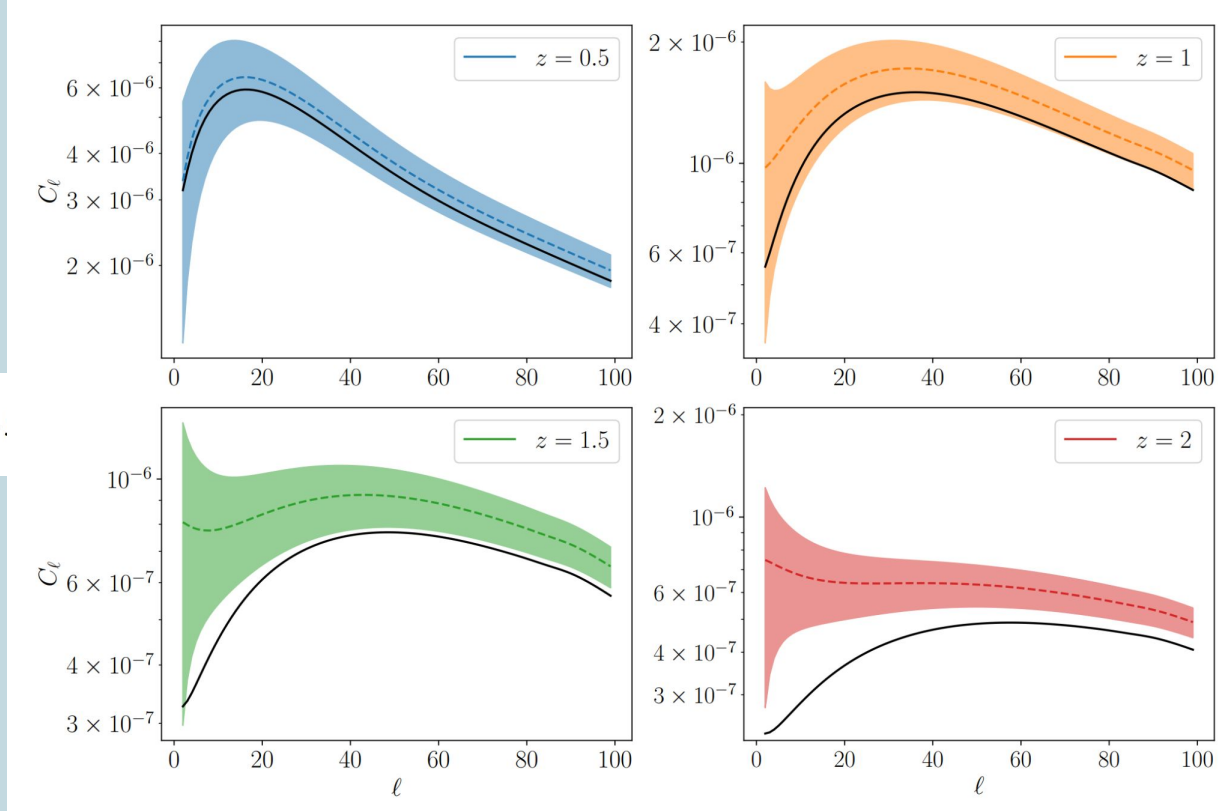 z = 0.5
6 × 10⁻⁶
4 × 10⁻⁶
3 × 10⁻⁶
2 × 10⁻⁶
C_ℓ
0 20 40 60 80 100
z = 1
2 × 10⁻⁶
10⁻⁶
6 × 10⁻⁷
4 × 10⁻⁷
0 20 40 60 80 100
z = 1.5
10⁻⁶
6 × 10⁻⁷
4 × 10⁻⁷
3 × 10⁻⁷
C_ℓ
0 20 40 60 80 100
ℓ
z = 2
2 × 10⁻⁶
10⁻⁶
6 × 10⁻⁷
4 × 10⁻⁷
3 × 10⁻⁷
0 20 40 60 80 100
ℓ